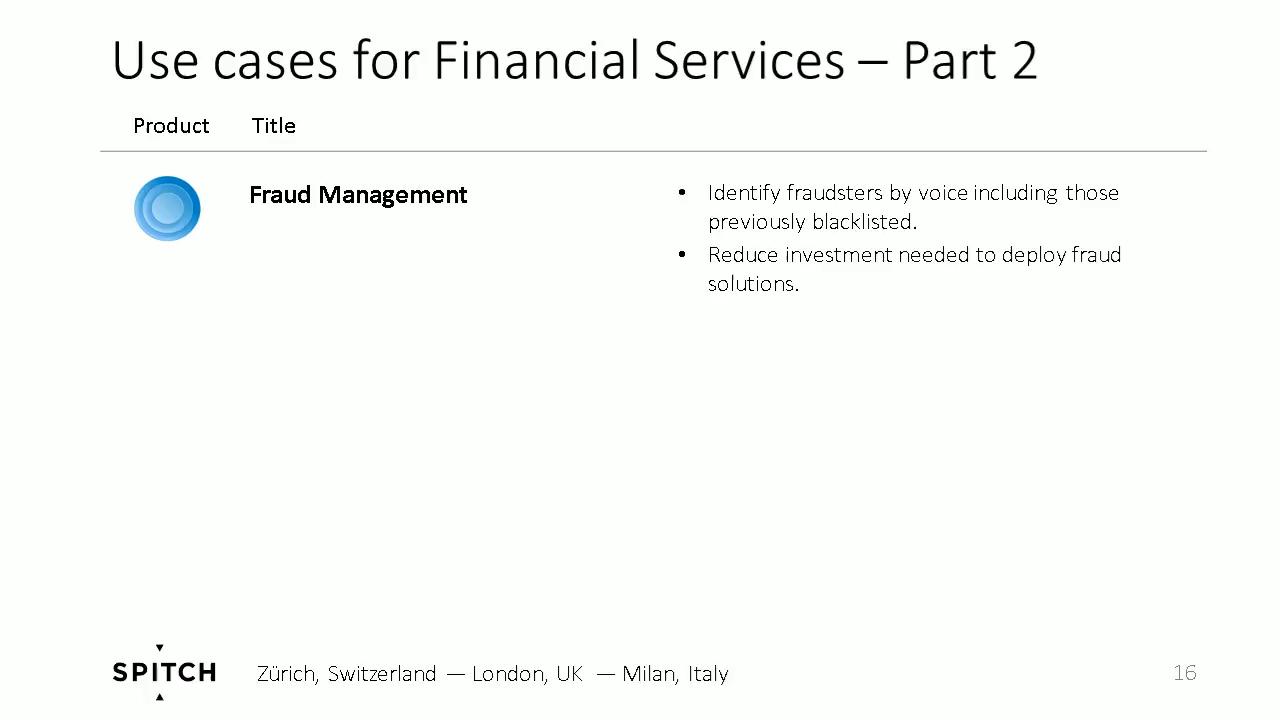 Use cases for Financial Services – Part 2
Product Title
Fraud Management
• Identify fraudsters by voice including those
previously blacklisted.
• Reduce investment needed to deploy fraud
solutions.
SPITCH
Zürich, Switzerland — London, UK — Milan, Italy
16